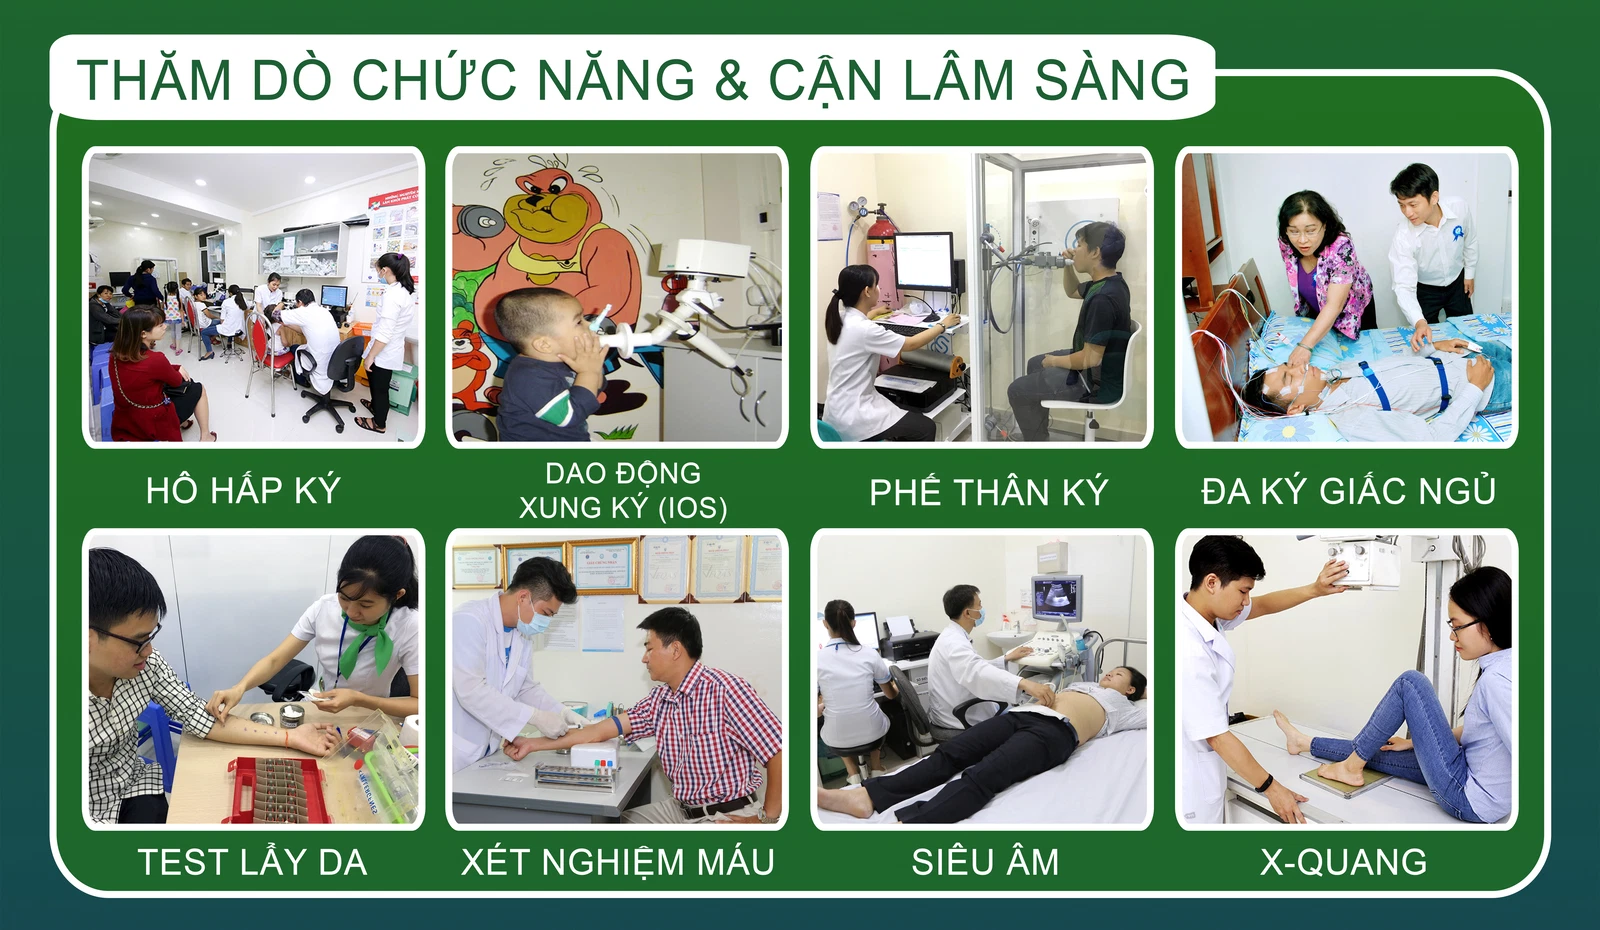 THĂM DÒ CHỨC NĂNG & CẬN LÂM SÀNG
HÔ HẤP KÝ
DAO ĐỘNG
XUNG KÝ (IOS)
PHẾ THÂN KÝ
ĐA KÝ GIẤC NGỦ
TEST LẨY DA
XÉT NGHIỆM MÁU
SIÊU ÂM
X-QUANG